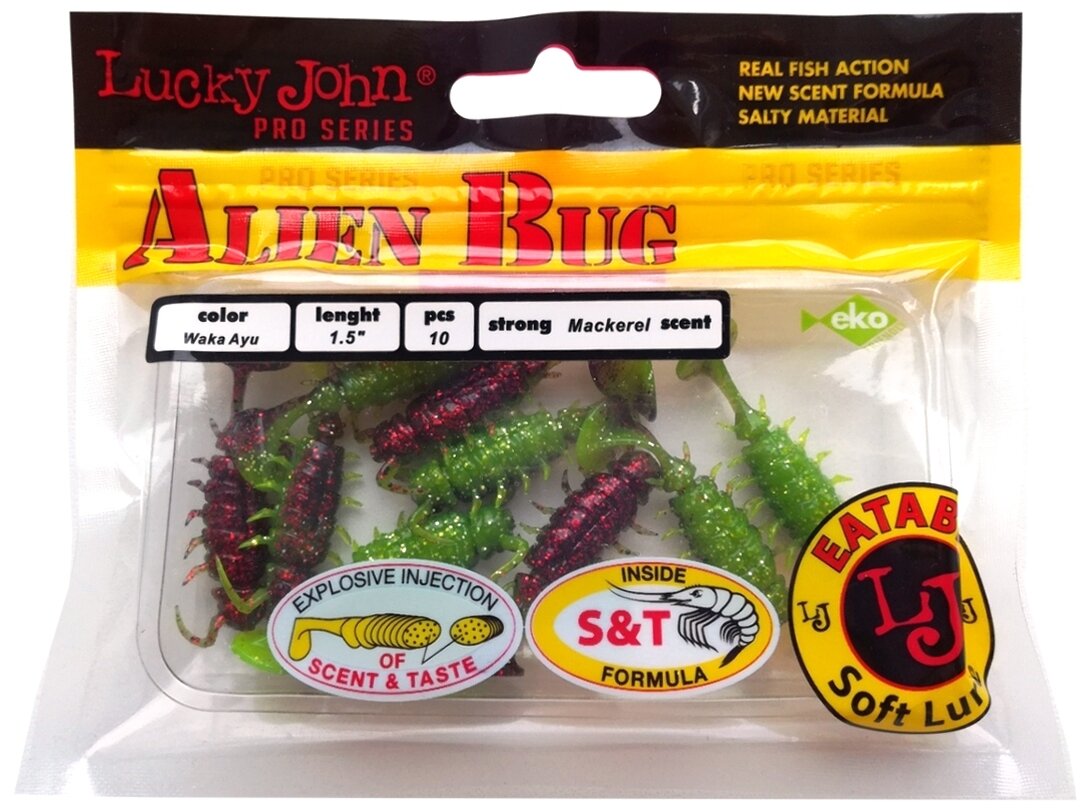 Lucky John®
PRO SERIES
REAL FISH ACTION
NEW SCENT FORMULA
SALTY MATERIAL
PRO SERIES
PRO SERIES
ALIEN BUG
color
Waka Ayu
lenght
1.5"
pcs
10
strong Mackerel scent
eko
EXPLOSIVE INJECTION
OF
SCENT & TASTE
INSIDE
S&T
FORMULA
EATAB
LJ
LJ
LJ
Soft Lur